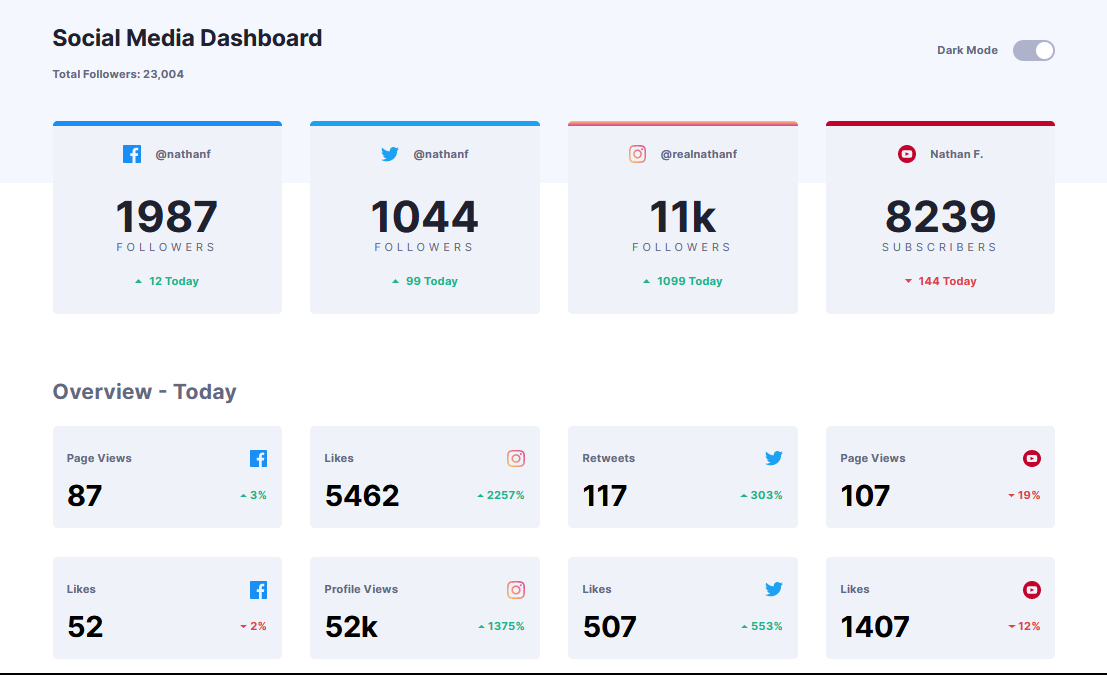 Social Media Dashboard
Total Followers: 23,004
Dark Mode
@nathanf
1987
FOLLOWERS
12 Today
@nathanf
1044
FOLLOWERS
99 Today
@realnathanf
11k
FOLLOWERS
1099 Today
Nathan F.
8239
SUBSCRIBERS
144 Today
Overview - Today
Page Views
87
3%
Likes
5462
2257%
Retweets
117
303%
Page Views
107
19%
Likes
52
2%
Profile Views
52k
1375%
Likes
507
553%
Likes
1407
12%